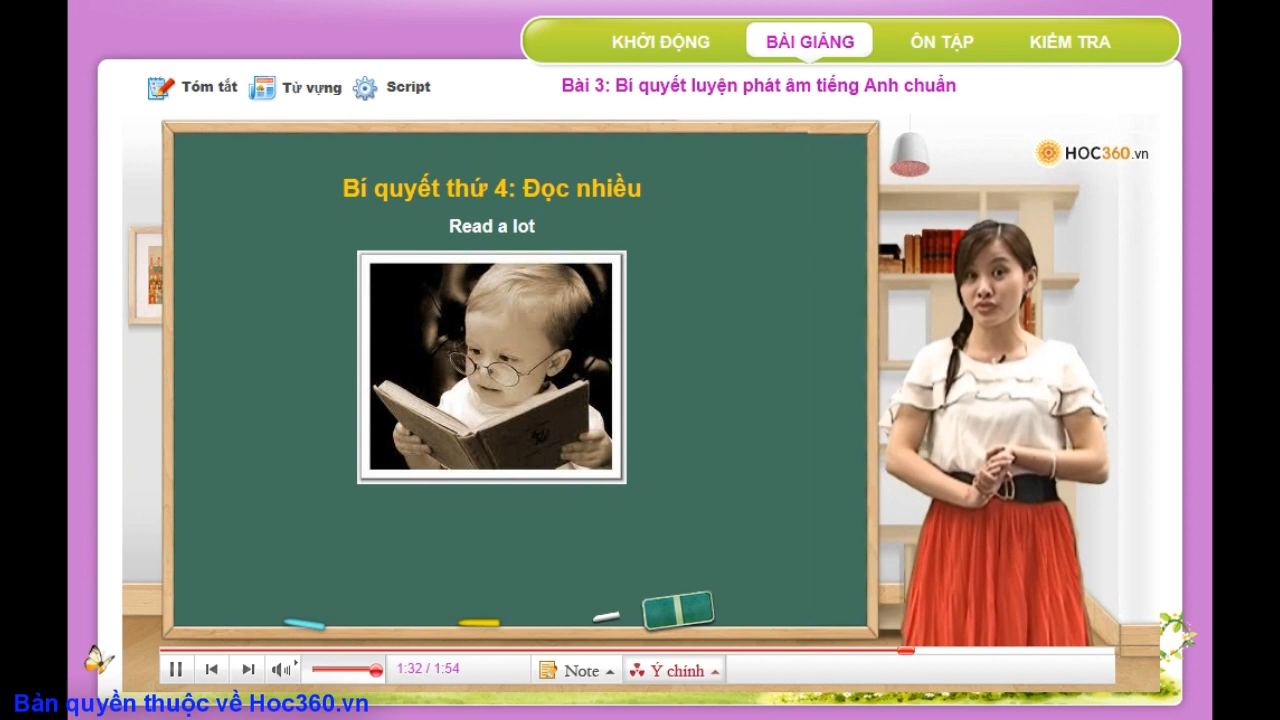 KHỞI ĐỘNG
BÀI GIẢNG
ÔN TẬP
KIỂM TRA
Tóm tắt
Từ vựng
Script
Bài 3: Bí quyết luyện phát âm tiếng Anh chuẩn
HOC360.vn
Bí quyết thứ 4: Đọc nhiều
Read a lot
1:32 / 1:54
Note
Ý chính
Bản quyền thuộc về Hoc360.vn